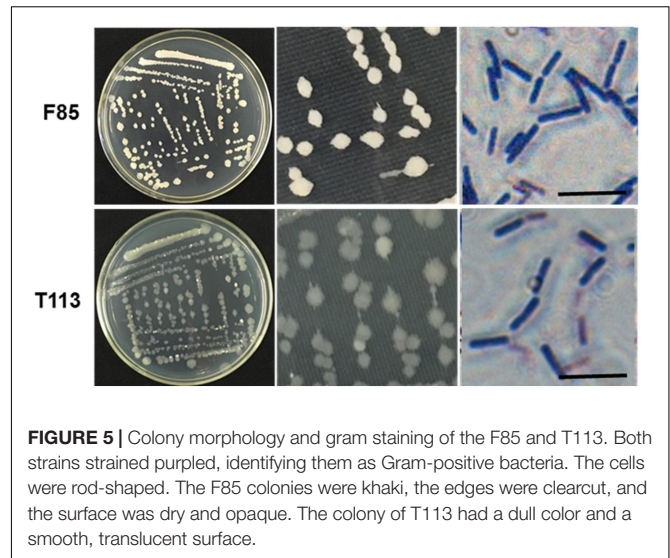 F85
T113
FIGURE 5 | Colony morphology and gram staining of the F85 and T113. Both
strains strained purpled, identifying them as Gram-positive bacteria. The cells
were rod-shaped. The F85 colonies were khaki, the edges were clearcut, and
the surface was dry and opaque. The colony of T113 had a dull color and a
smooth, translucent surface.